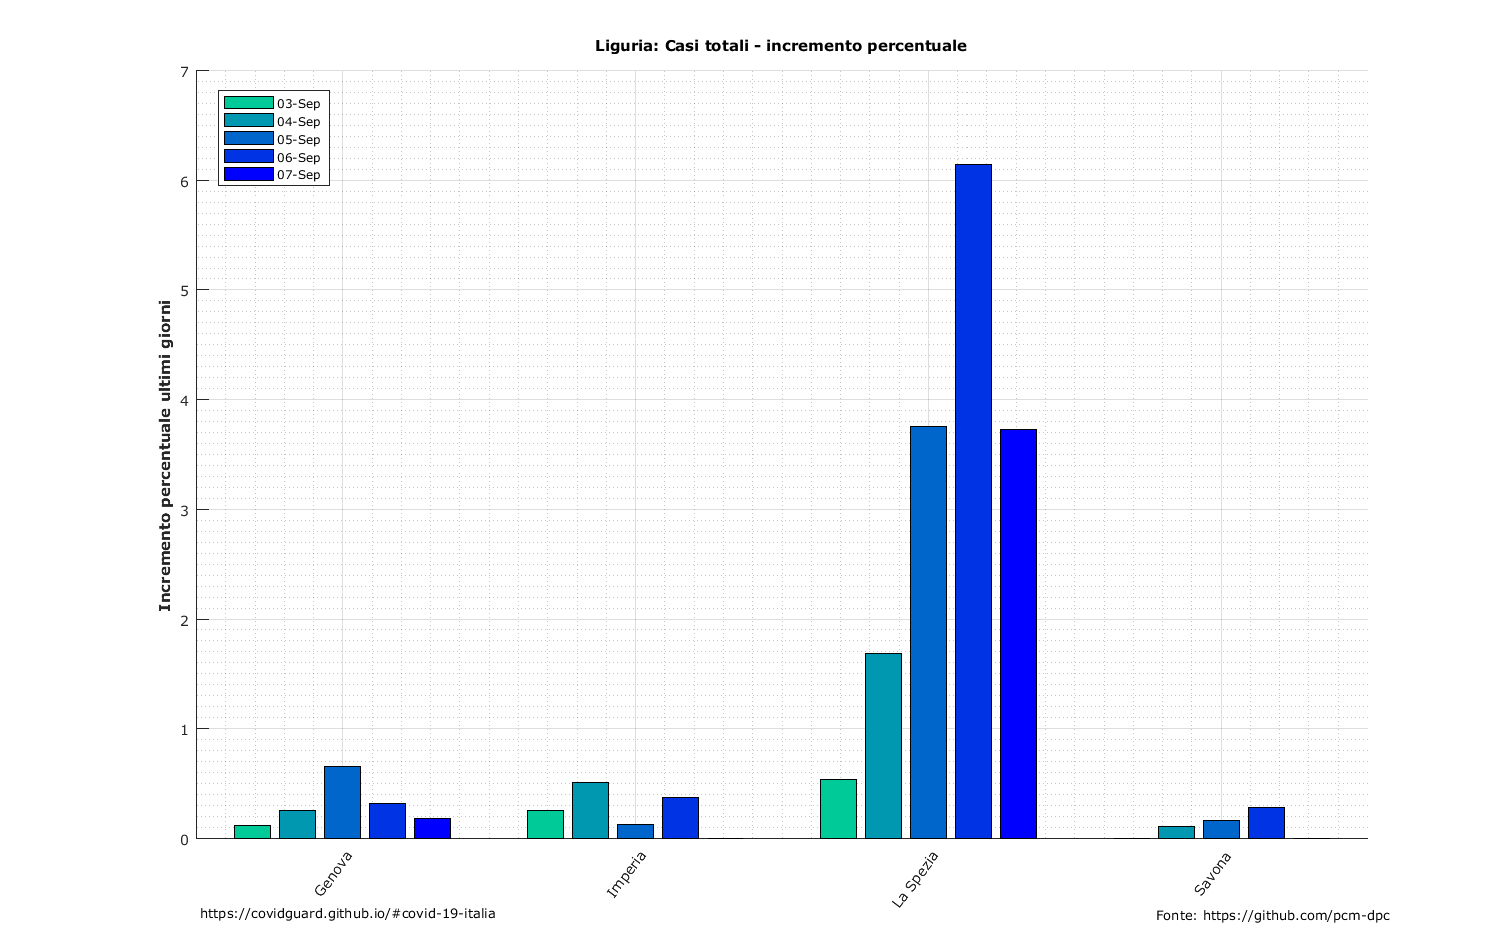 Liguria: Casi totali - incremento percentuale
7
6
5
4
3
2
1
0
03-Sep
04-Sep
05-Sep
06-Sep
07-Sep
Incremento percentuale ultimi giorni
Genova
Imperia
La Spezia
Savona
https://covidguard.github.io/#covid-19-italia
Fonte: https://github.com/pcm-dpc